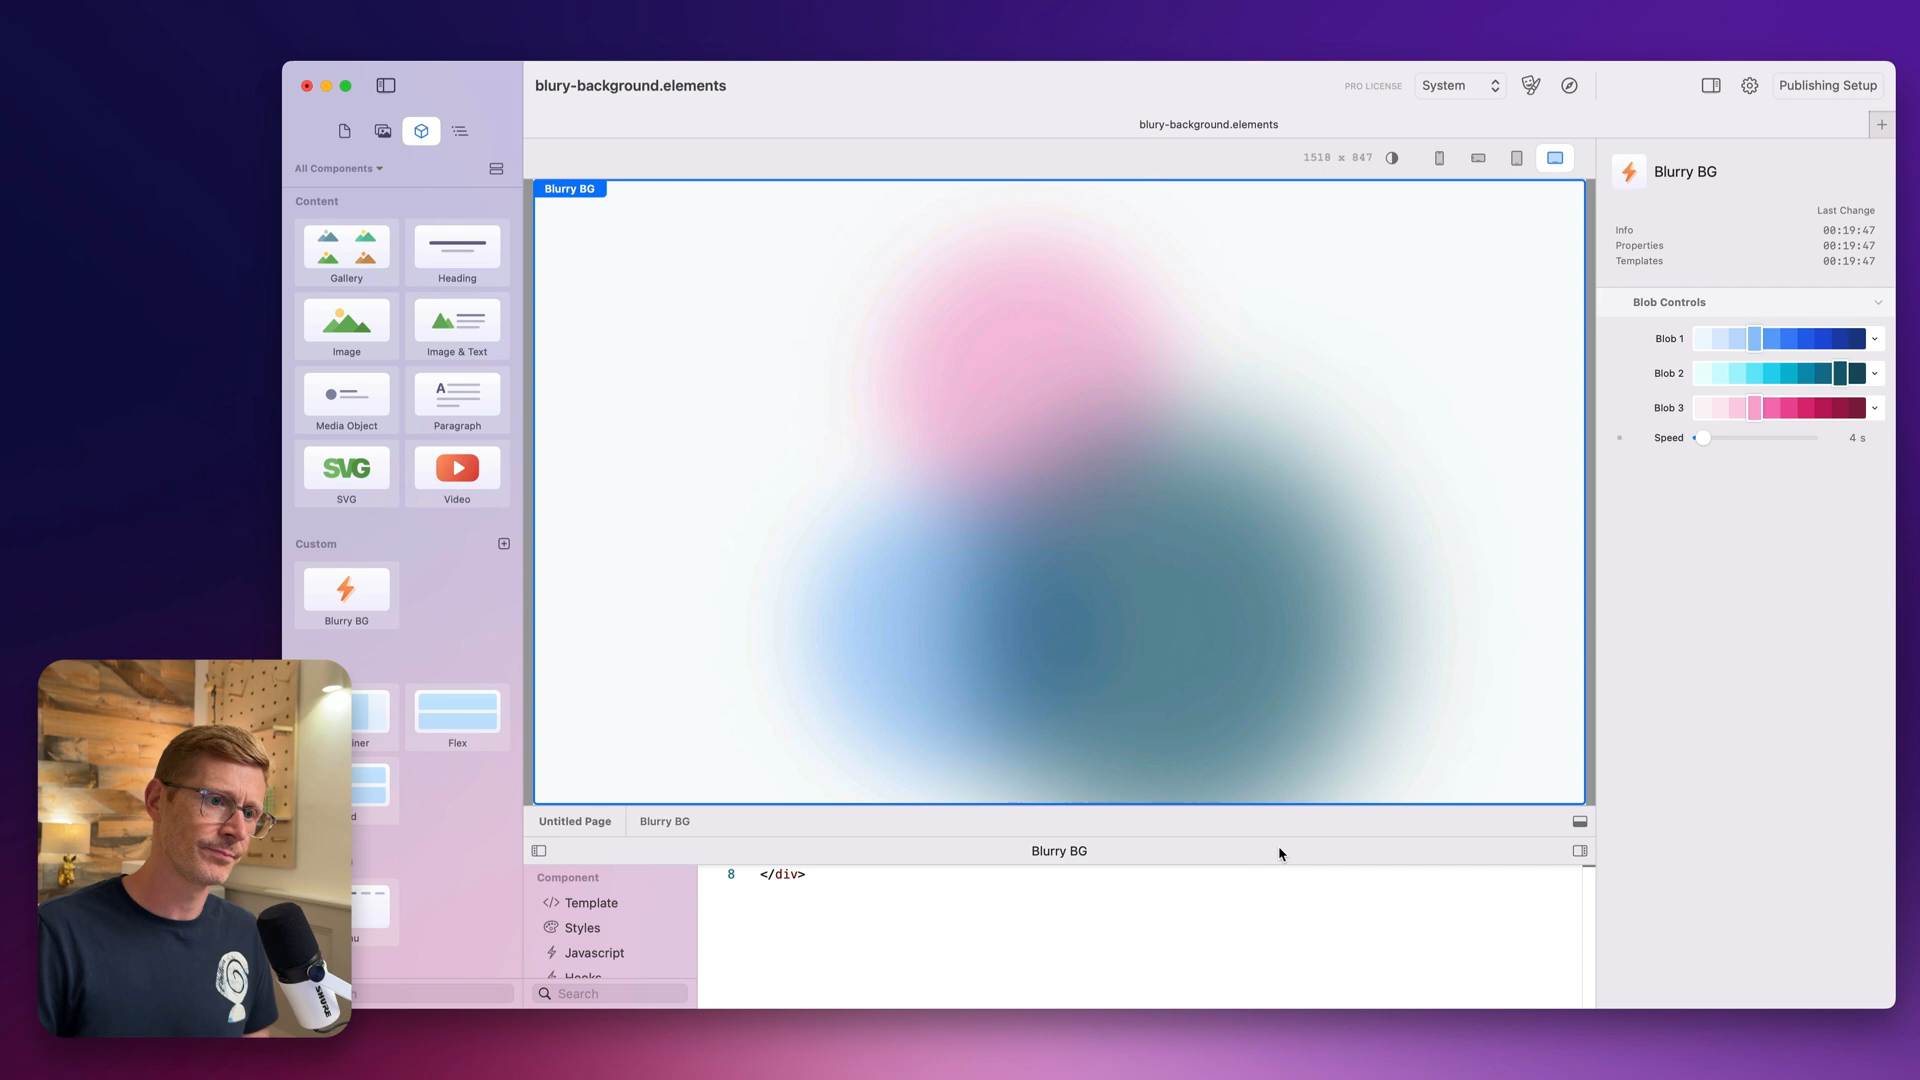 blury-background.elements
PRO LICENSE
System
Publishing Setup
blury-background.elements
All Components
1518 x 847
Content
Gallery
Heading
Image
Image & Text
Media Object
Paragraph
SVG
SVG
Video
Custom
Blurry BG
Flex
Blurry BG
Blurry BG
Last Change
Info 00:19:47
Properties 00:19:47
Templates 00:19:47
Blob Controls
Blob 1
Blob 2
Blob 3
Speed 4 s
Untitled Page
Blurry BG
Blurry BG
Component
Template
Styles
Javascript
Hooks
Search
8 </div>
SHURE